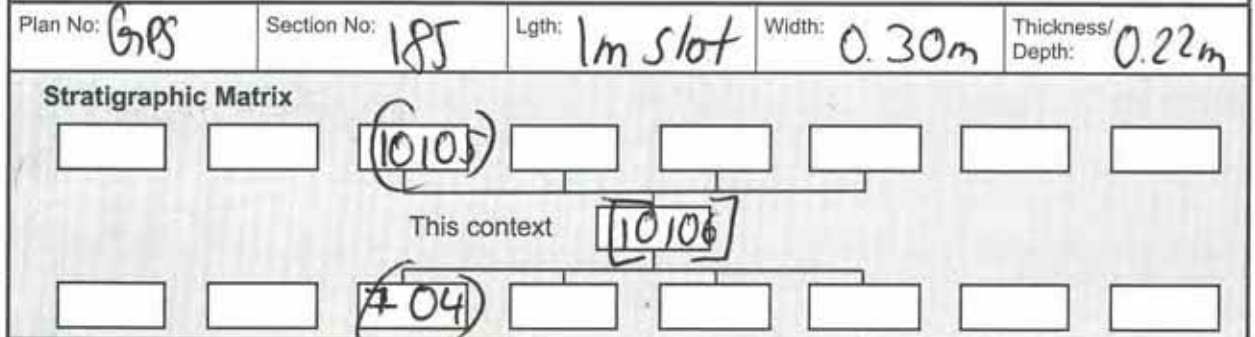 Plan No: GPS Section No: 185 Lgth: 1m slot Width: 0.30m Thickness/Depth: 0.22m
Stratigraphic Matrix
(10105)
This context [10106]
04)